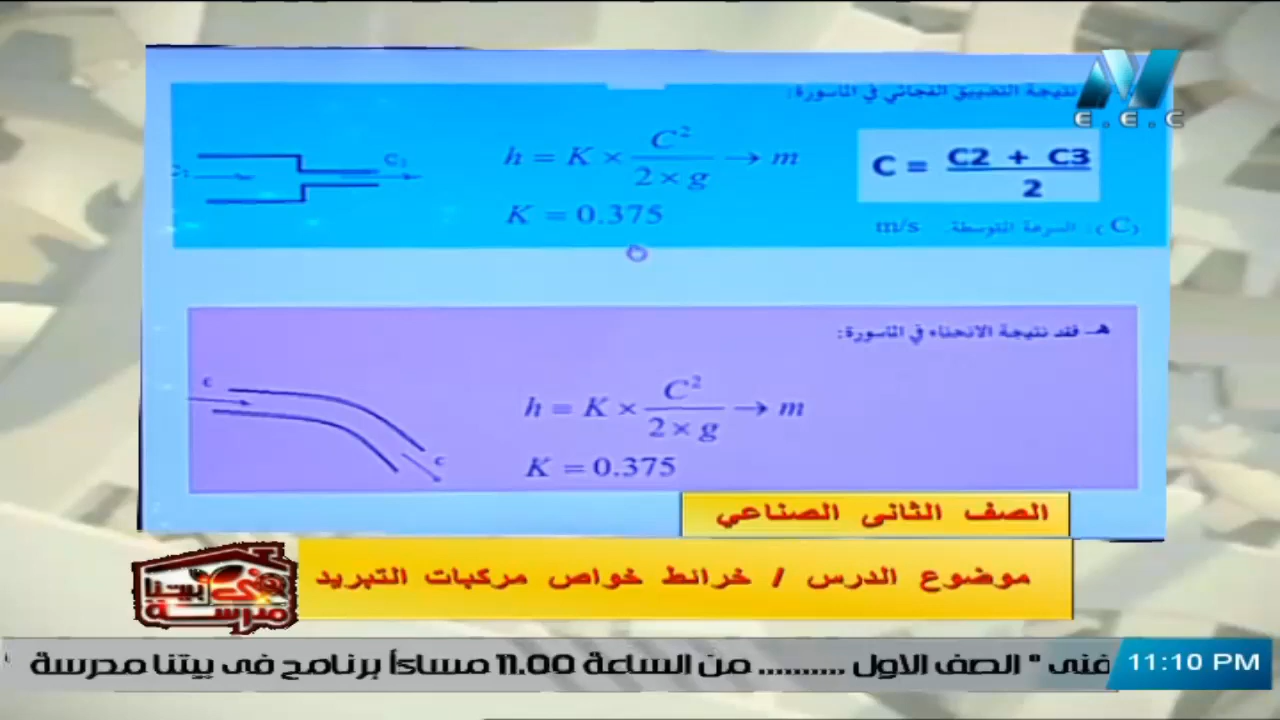 نتيجة التضييق الفجائي في الماسورة:
E.E.C
h = K × C² / 2 × g → m
K = 0.375
C = C2 + C3 / 2
(C): السرعة المتوسطة m/s
هـ فقد نتيجة الانحناء في الماسورة:
c
h = K × C² / 2 × g → m
K = 0.375
c
الصف الثانى الصناعي
موضوع الدرس / خرائط خواص مركبات التبريد
فى بيتنا مدرسة
فنى " الصف الاول .......... من الساعة 11.00 مساءاً برنامج فى بيتنا مدرسة
11:10 PM